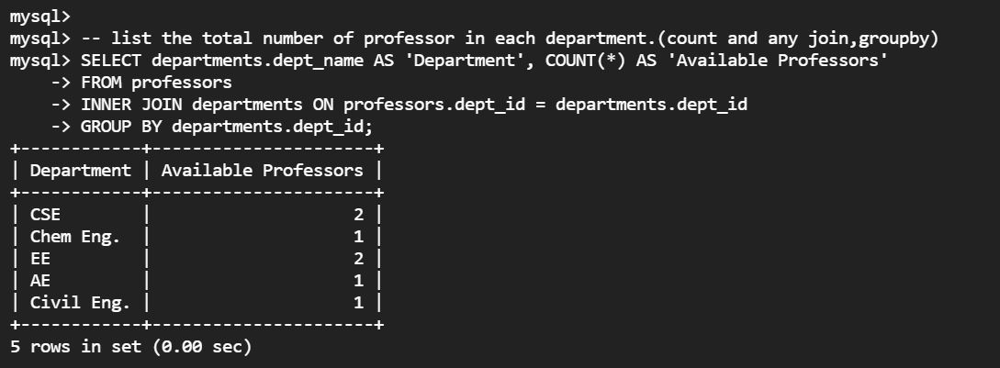 mysql>
mysql> -- list the total number of professor in each department.(count and any join,groupby)
mysql> SELECT departments.dept_name AS 'Department', COUNT(*) AS 'Available Professors'
    -> FROM professors
    -> INNER JOIN departments ON professors.dept_id = departments.dept_id
    -> GROUP BY departments.dept_id;
+------------+----------------------+
| Department | Available Professors |
+------------+----------------------+
| CSE        |                    2 |
| Chem Eng.  |                    1 |
| EE         |                    2 |
| AE         |                    1 |
| Civil Eng. |                    1 |
+------------+----------------------+
5 rows in set (0.00 sec)